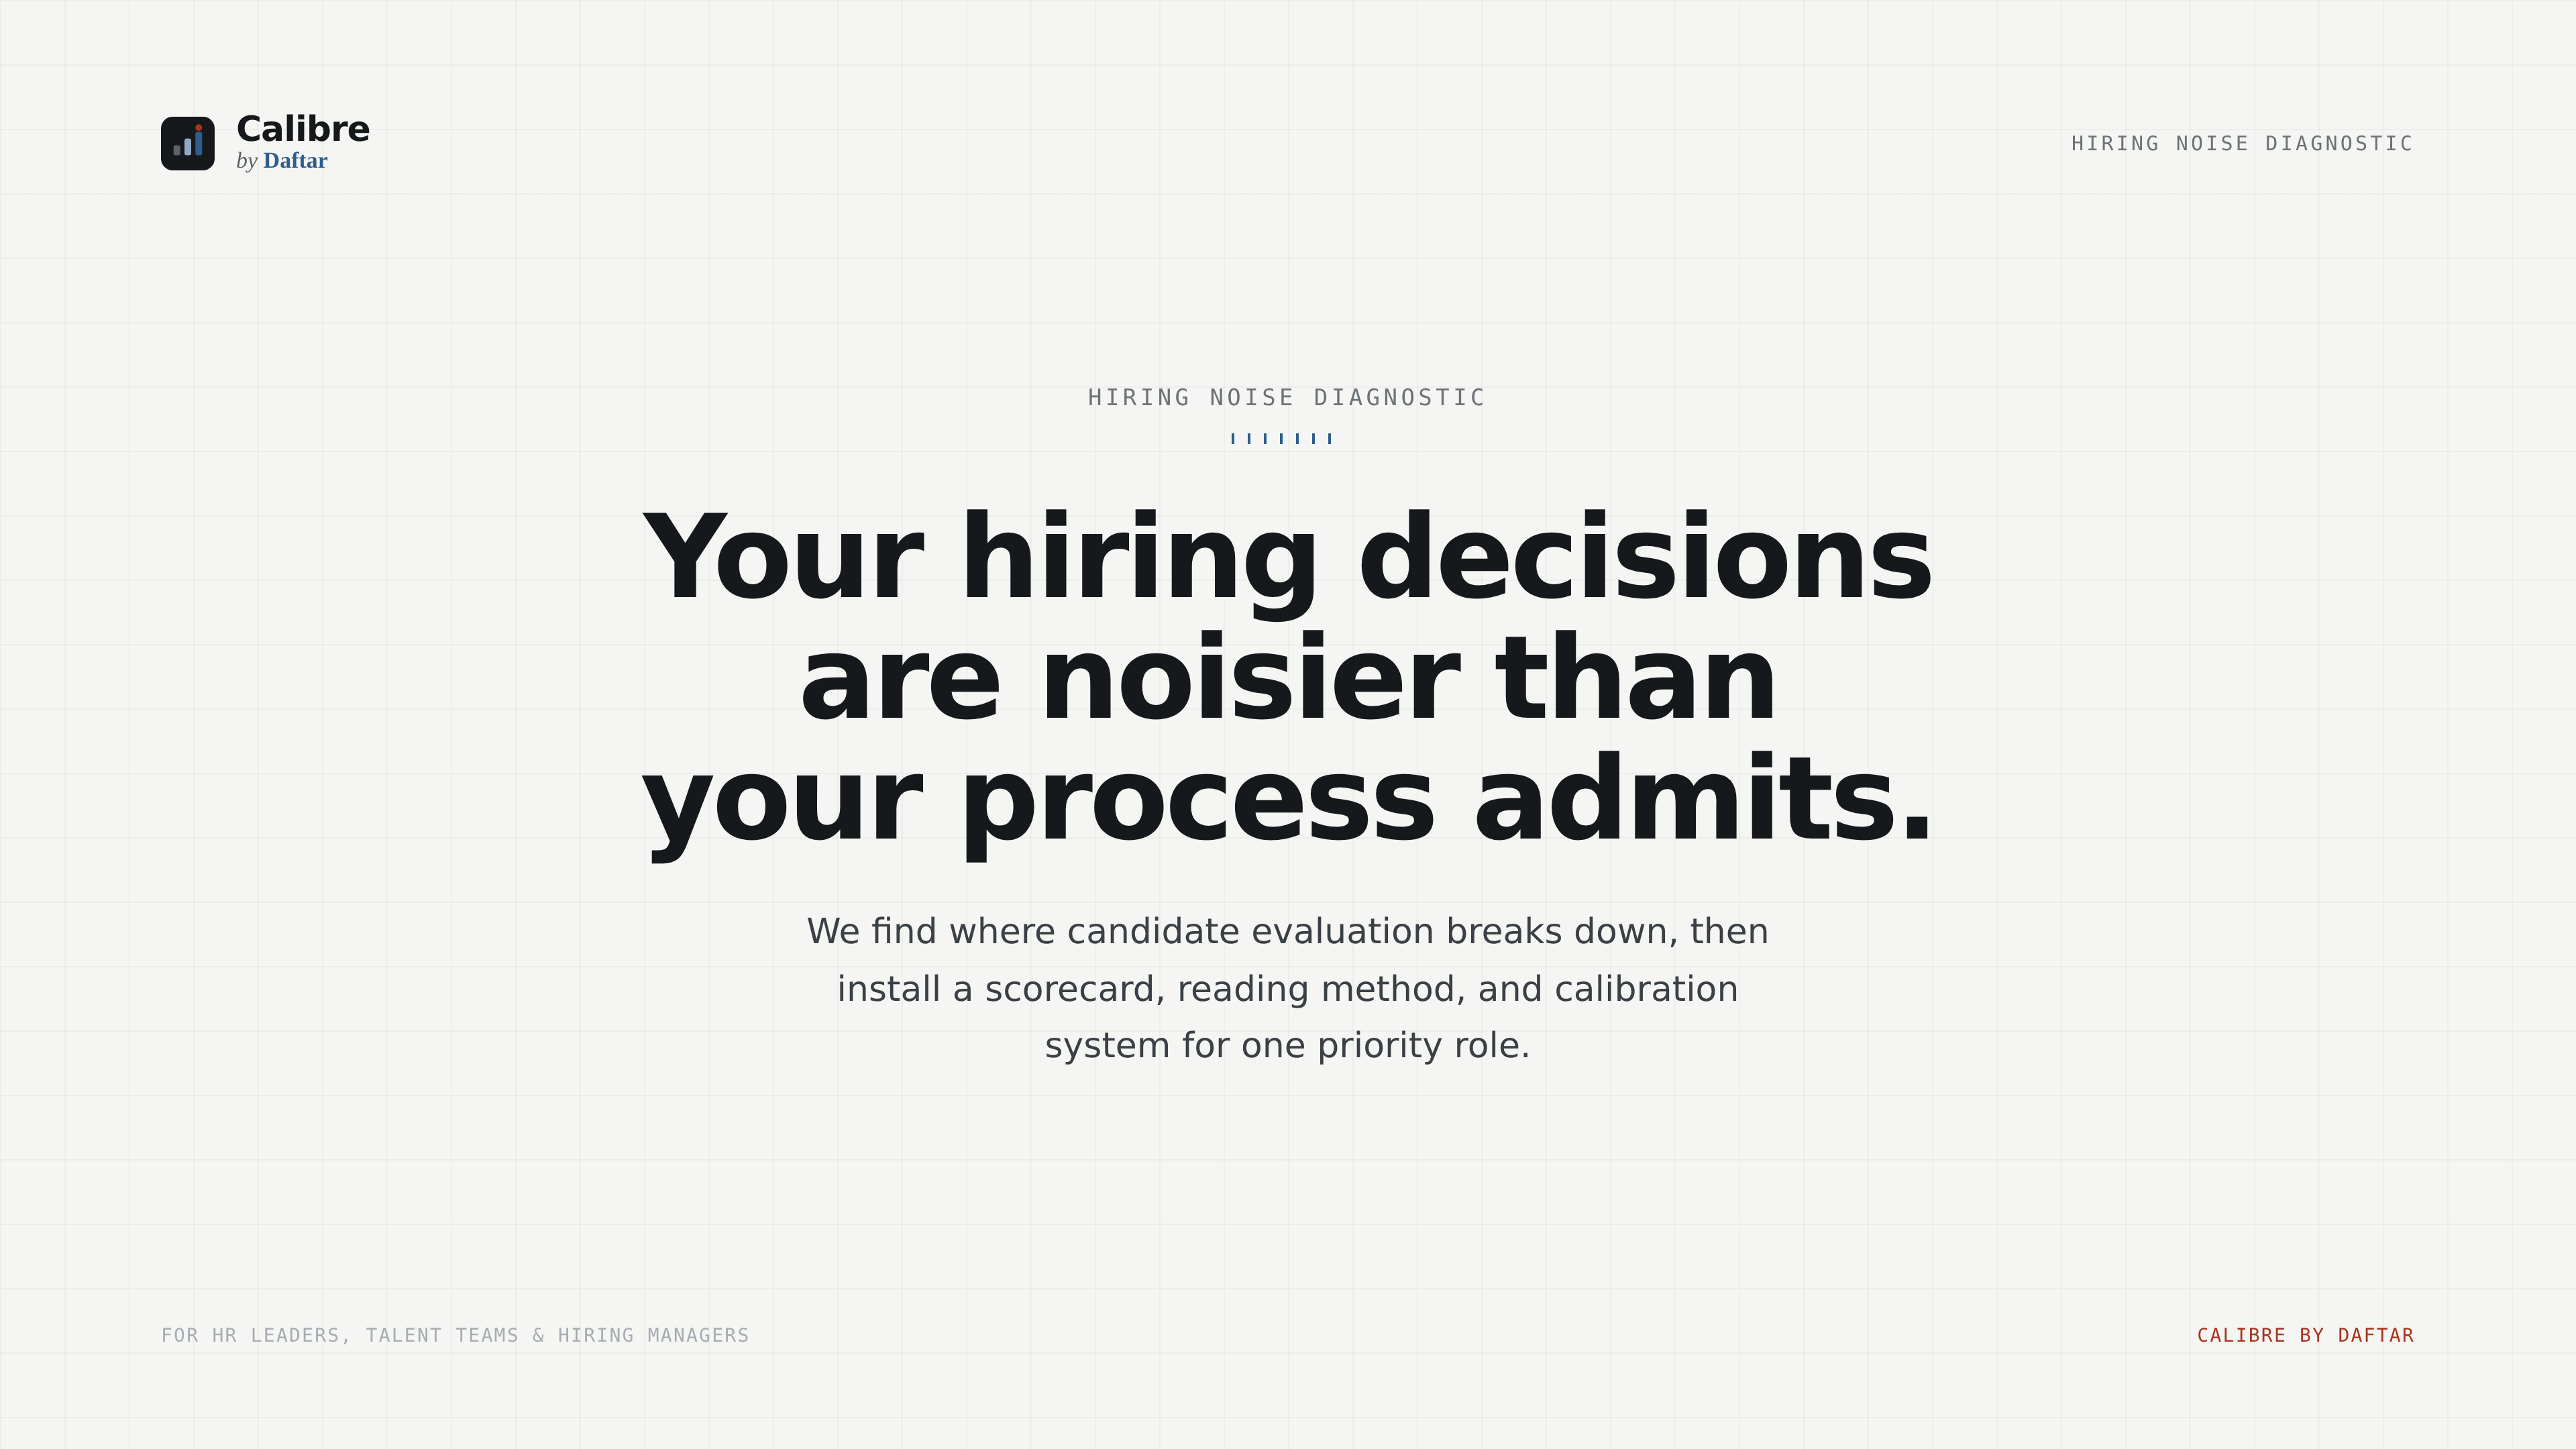 Calibre
by Daftar
HIRING NOISE DIAGNOSTIC
HIRING NOISE DIAGNOSTIC
Your hiring decisions
are noisier than
your process admits.
We find where candidate evaluation breaks down, then
install a scorecard, reading method, and calibration
system for one priority role.
FOR HR LEADERS, TALENT TEAMS & HIRING MANAGERS
CALIBRE BY DAFTAR